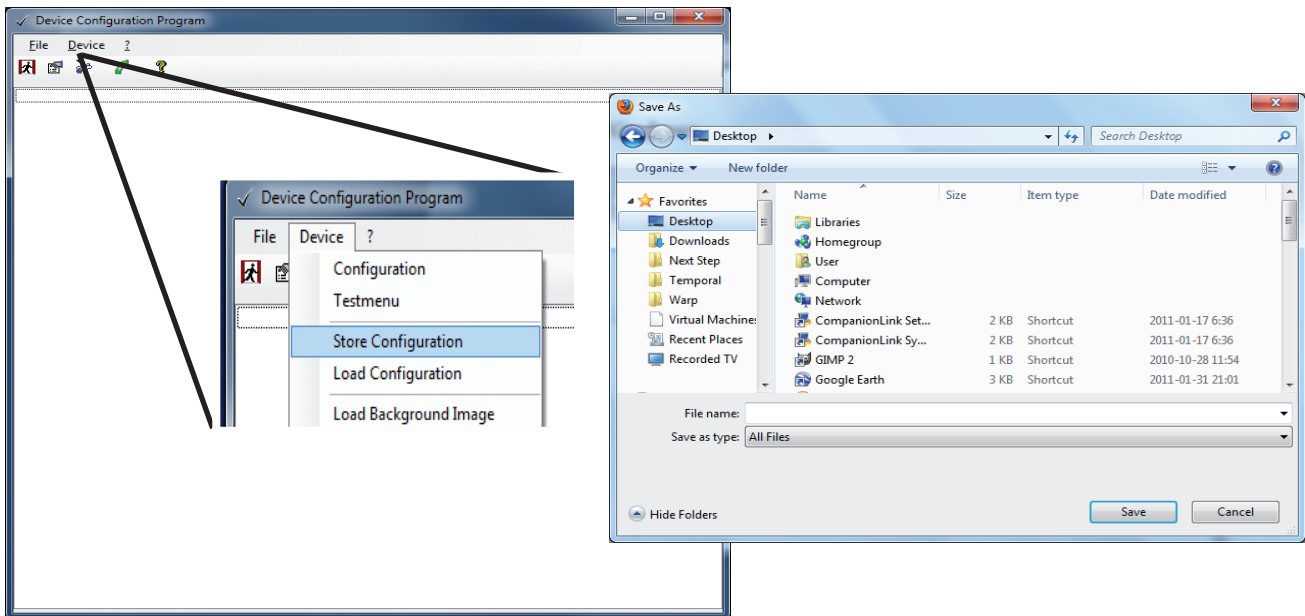 Device Configuration Program
File Device ?
Device Configuration Program
File Device ?
Configuration
Testmenu
Store Configuration
Load Configuration
Load Background Image
Save As
Desktop
Search Desktop
Organize New folder
Favorites
Desktop
Downloads
Next Step
Temporal
Warp
Virtual Machine
Recent Places
Recorded TV
Name Size Item type Date modified
Libraries
Homegroup
User
Computer
Network
CompanionLink Set... 2 KB Shortcut 2011-01-17 6:36
CompanionLink Sy... 2 KB Shortcut 2011-01-17 6:36
GIMP 2 1 KB Shortcut 2010-10-28 11:54
Google Earth 3 KB Shortcut 2011-01-31 21:01
File name:
Save as type: All Files
Hide Folders
Save Cancel